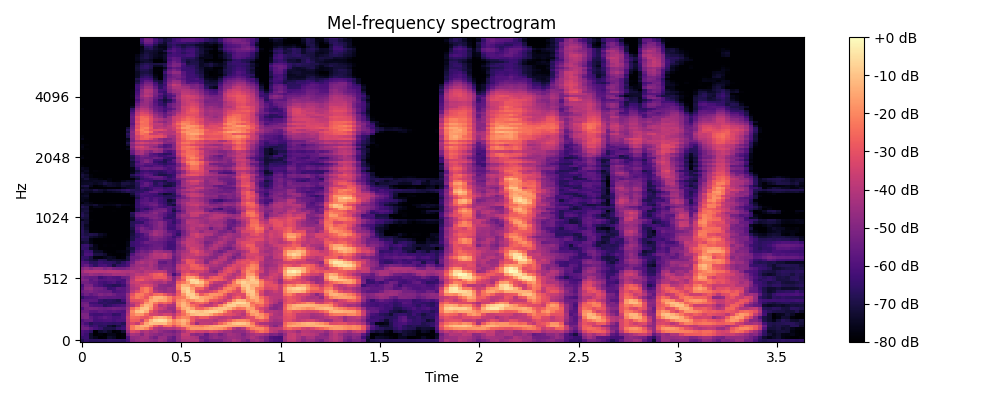 Mel-frequency spectrogram
Hz
4096
2048
1024
512
0
0 0.5 1 1.5 2 2.5 3 3.5
Time
+0 dB
-10 dB
-20 dB
-30 dB
-40 dB
-50 dB
-60 dB
-70 dB
-80 dB